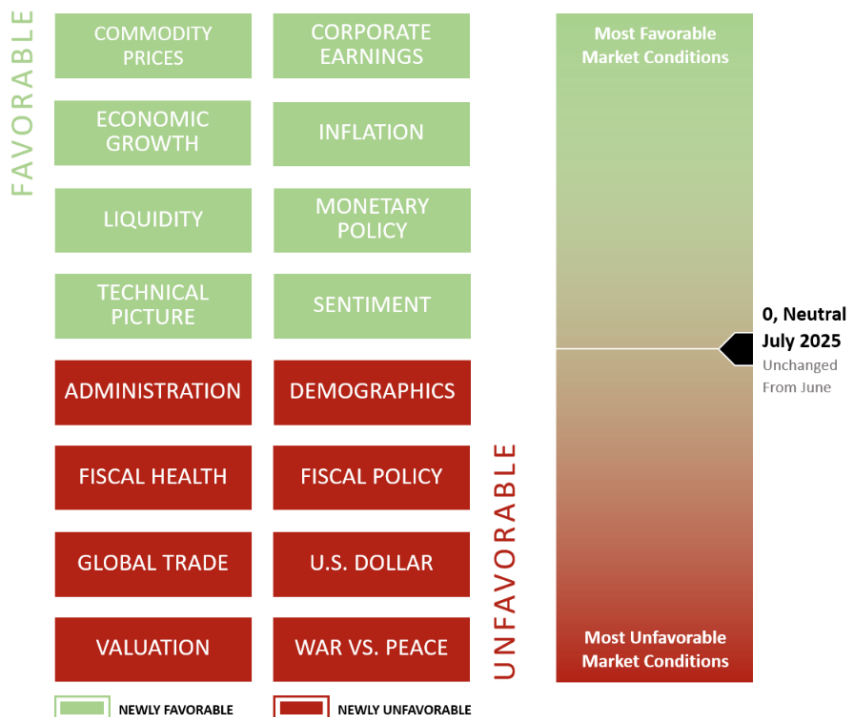 FAVORABLE
COMMODITY
PRICES
CORPORATE
EARNINGS
ECONOMIC
GROWTH
INFLATION
LIQUIDITY
MONETARY
POLICY
TECHNICAL
PICTURE
SENTIMENT
ADMINISTRATION
DEMOGRAPHICS
FISCAL HEALTH
FISCAL POLICY
GLOBAL TRADE
U.S. DOLLAR
VALUATION
WAR VS. PEACE
UNFAVORABLE
NEWLY FAVORABLE
NEWLY UNFAVORABLE
Most Favorable
Market Conditions
0, Neutral
July 2025
Unchanged
From June
Most Unfavorable
Market Conditions